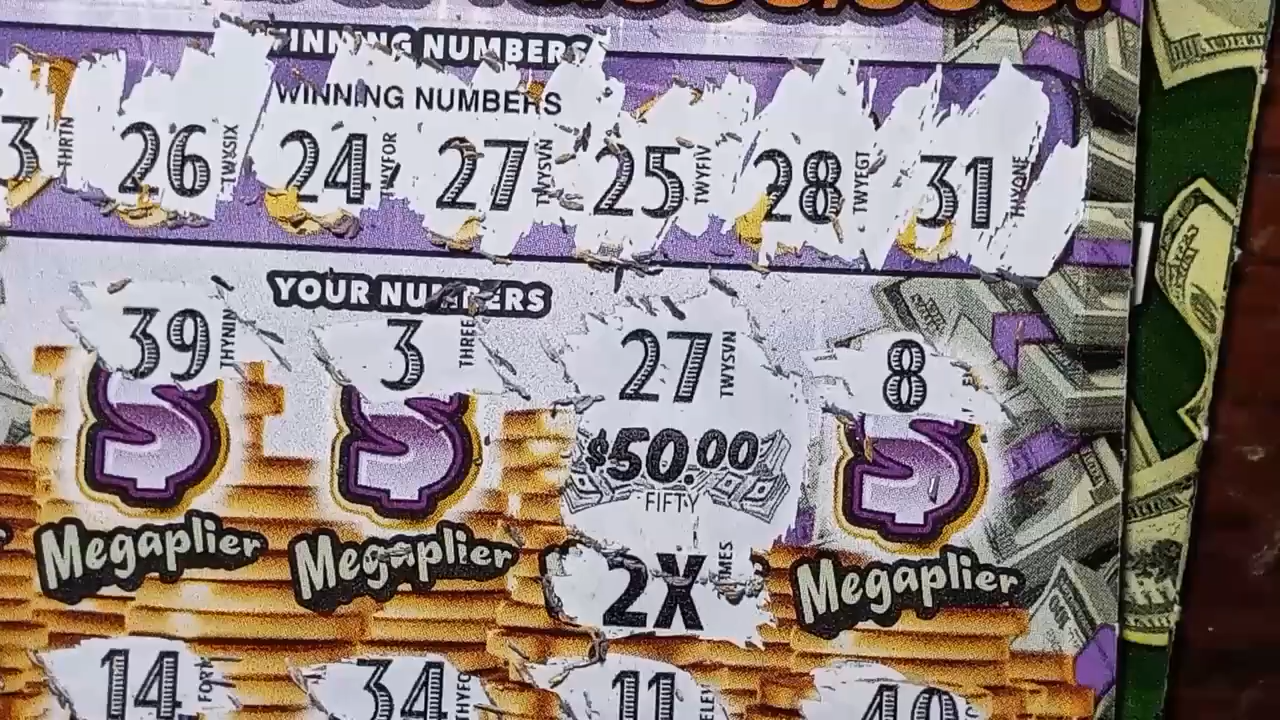 WINNING NUMBERS
WINNING NUMBERS
3 26 24 27 25 28 31
THRTN TWYSIX TWYFOR TWYSVN TWYFIV TWYEGT THYONE
YOUR NUMBERS
39 3 27 8
THYNIN THREE TWYSVN
$50.00
FIFTY
2X TIMES
Megaplier Megaplier Megaplier
14 34 11 40